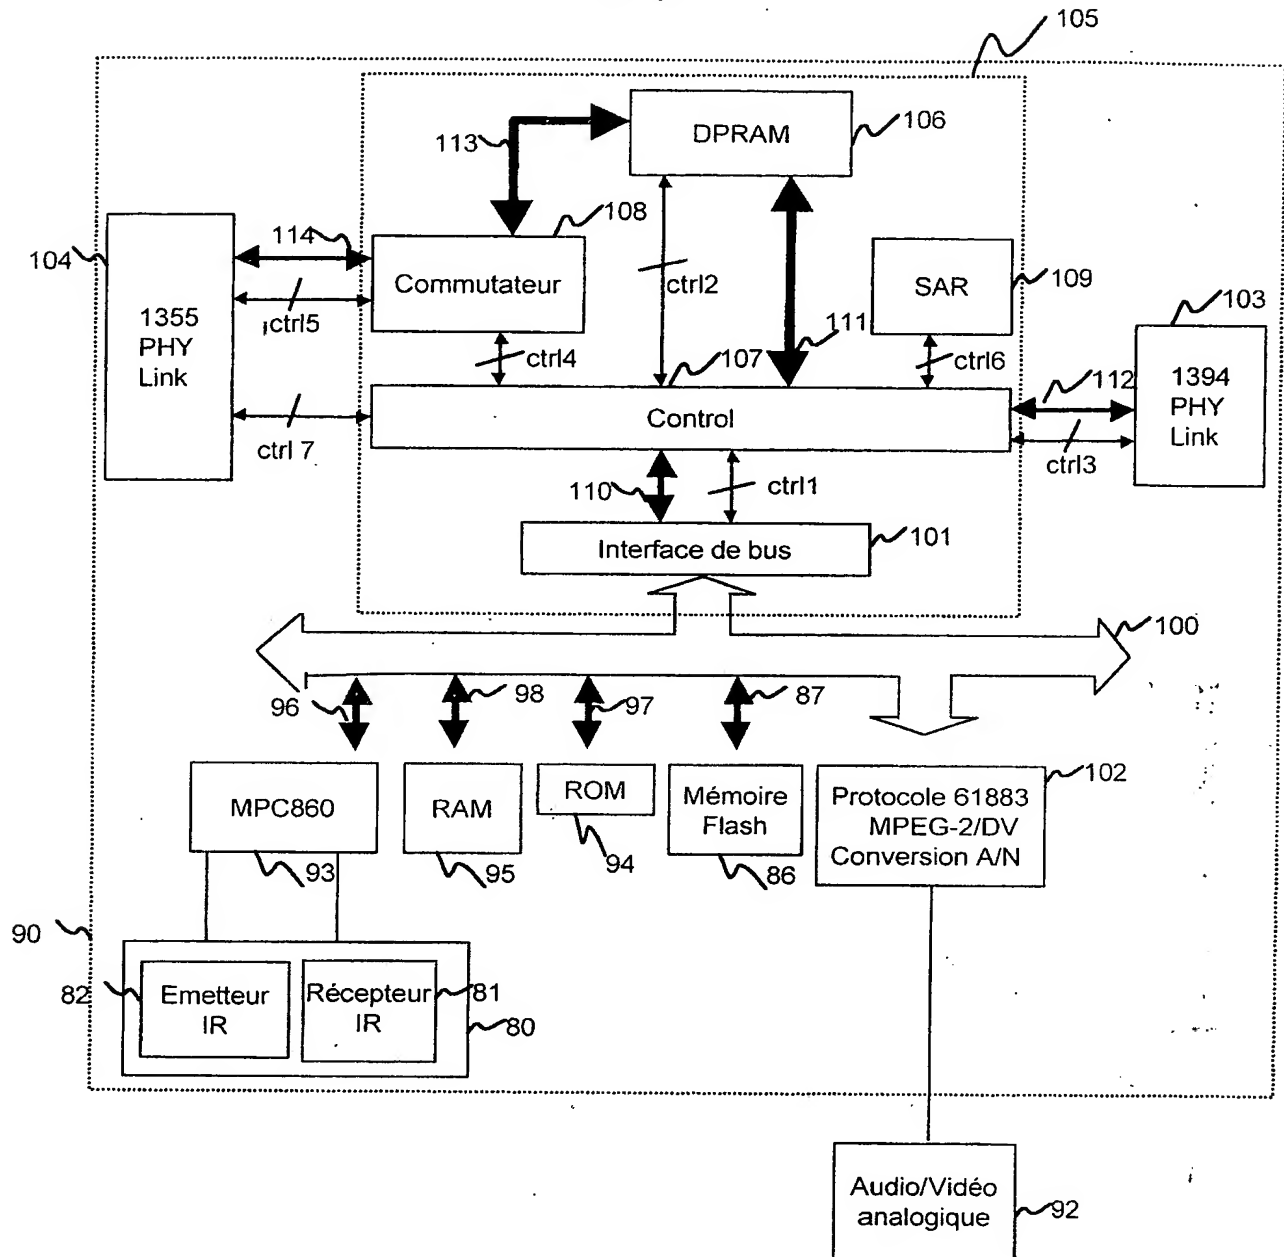 105
DPRAM
106
113
108
114
104
Commutateur
ctrl2
SAR
109
ctrl5
1355
PHY
Link
ctrl4
107
111
ctrl6
103
112
1394
PHY
Link
Control
ctrl 7
ctrl3
110
ctrl1
Interface de bus
101
100
96
98
97
87
MPC860
RAM
ROM
Mémoire
Flash
Protocole 61883
MPEG-2/DV
Conversion A/N
102
93
95
94
86
90
82
Emetteur
IR
Récepteur
IR
81
80
Audio/Vidéo
analogique
92